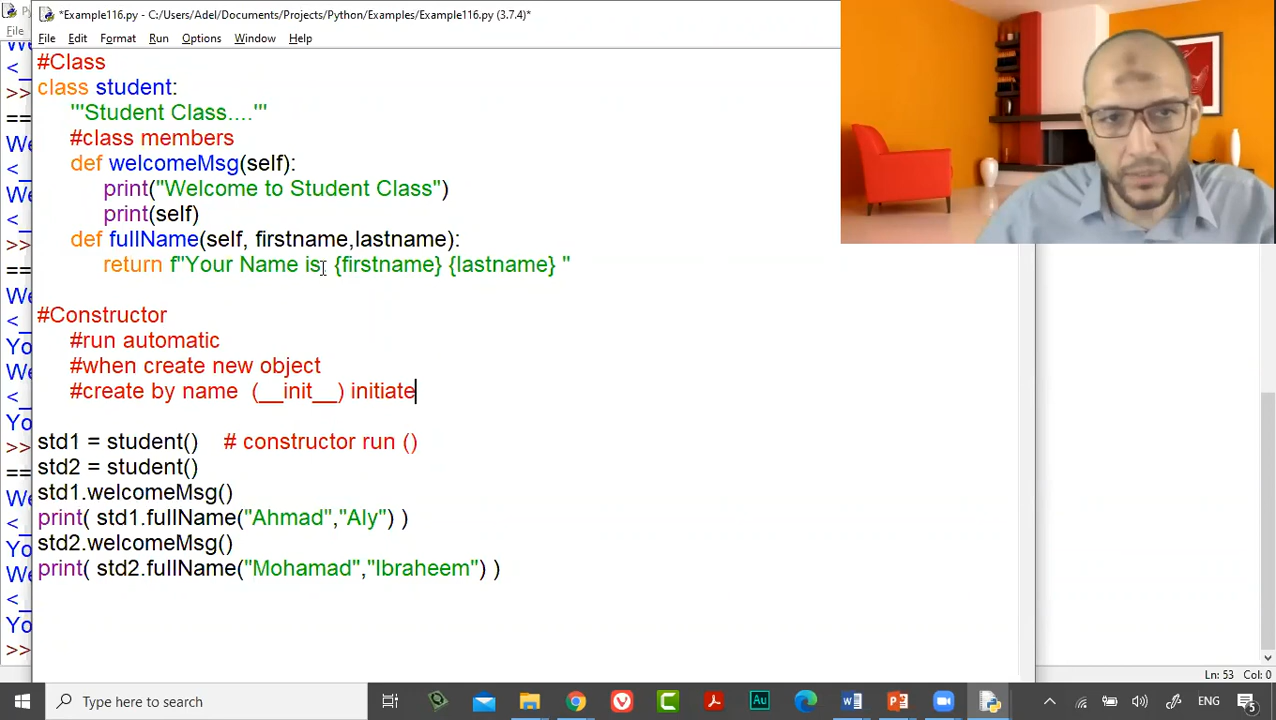 *Example116.py - C:/Users/Adel/Documents/Projects/Python/Examples/Example116.py (3.7.4)*
File Edit Format Run Options Window Help
#Class
class student:
'''Student Class....'''
#class members
def welcomeMsg(self):
print("Welcome to Student Class")
print(self)
def fullName(self, firstname,lastname):
return f"Your Name is {firstname} {lastname} "
#Constructor
#run automatic
#when create new object
#create by name (__init__) initiate
std1 = student() # constructor run ()
std2 = student()
std1.welcomeMsg()
print( std1.fullName("Ahmad","Aly") )
std2.welcomeMsg()
print( std2.fullName("Mohamad","Ibraheem") )
Ln: 53 Col: 0
Type here to search
ENG
5